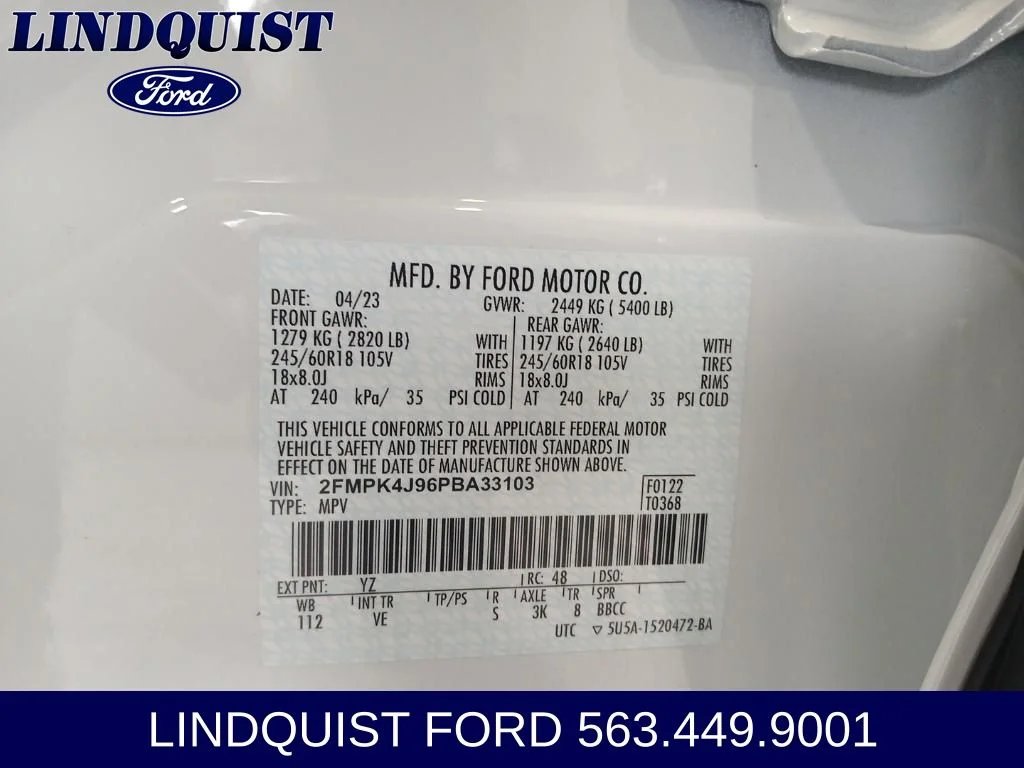 LINDQUIST
Ford
MFD. BY FORD MOTOR CO.
DATE: 04/23 GVWR: 2449 KG ( 5400 LB)
FRONT GAWR: REAR GAWR:
1279 KG ( 2820 LB) WITH 1197 KG ( 2640 LB) WITH
245/60R18 105V TIRES 245/60R18 105V TIRES
18x8.0J RIMS 18x8.0J RIMS
AT 240 kPa/ 35 PSI COLD AT 240 kPa/ 35 PSI COLD
THIS VEHICLE CONFORMS TO ALL APPLICABLE FEDERAL MOTOR
VEHICLE SAFETY AND THEFT PREVENTION STANDARDS IN
EFFECT ON THE DATE OF MANUFACTURE SHOWN ABOVE.
VIN: 2FMPK4J96PBA33103 F0122
TYPE: MPV T0368
EXT PNT: YZ RC: 48 DSO:
WB INT TR TP/PS R AXLE TR SPR
112 VE S 3K 8 BBCC
UTC ▽ 5U5A-1520472-BA
LINDQUIST FORD 563.449.9001